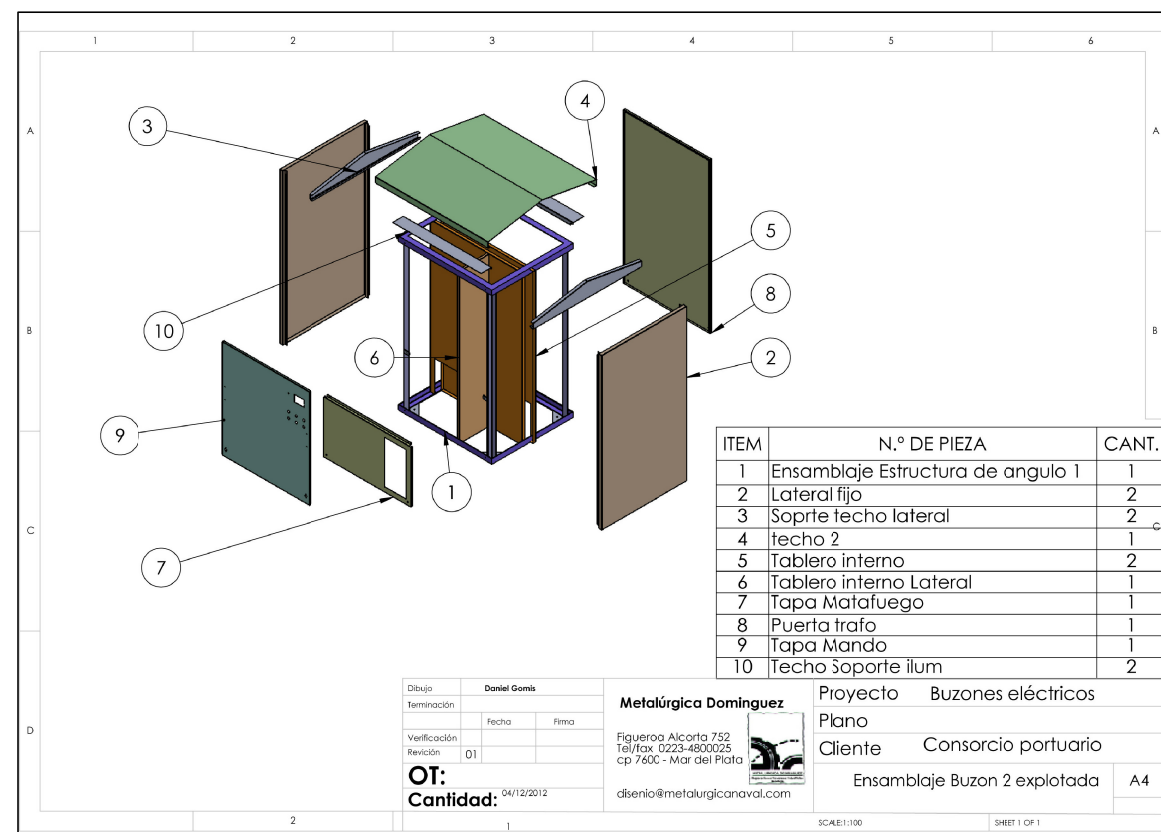 1 2 3 4 5 6
A A
B B
C C
D
3
4
5
8
10
6
2
9
1
7
ITEM N.º DE PIEZA CANT.
1 Ensamblaje Estructura de angulo 1 1
2 Lateral fijo 2
3 Soprte techo lateral 2
4 techo 2 1
5 Tablero interno 2
6 Tablero interno Lateral 1
7 Tapa Matafuego 1
8 Puerta trafo 1
9 Tapa Mando 1
10 Techo Soporte ilum 2
Dibujo Daniel Gomis
Terminación
Fecha Firma
Verificación
Revición 01
OT:
Cantidad: 04/12/2012
Metalúrgica Dominguez
Figueroa Alcorta 752
Tel/fax 0223-4800025
cp 7600 - Mar del Plata
disenio@metalurgicanaval.com
Proyecto Buzones eléctricos
Plano
Cliente Consorcio portuario
Ensamblaje Buzon 2 explotada A4
2 1 SCALE:1:100 SHEET 1 OF 1